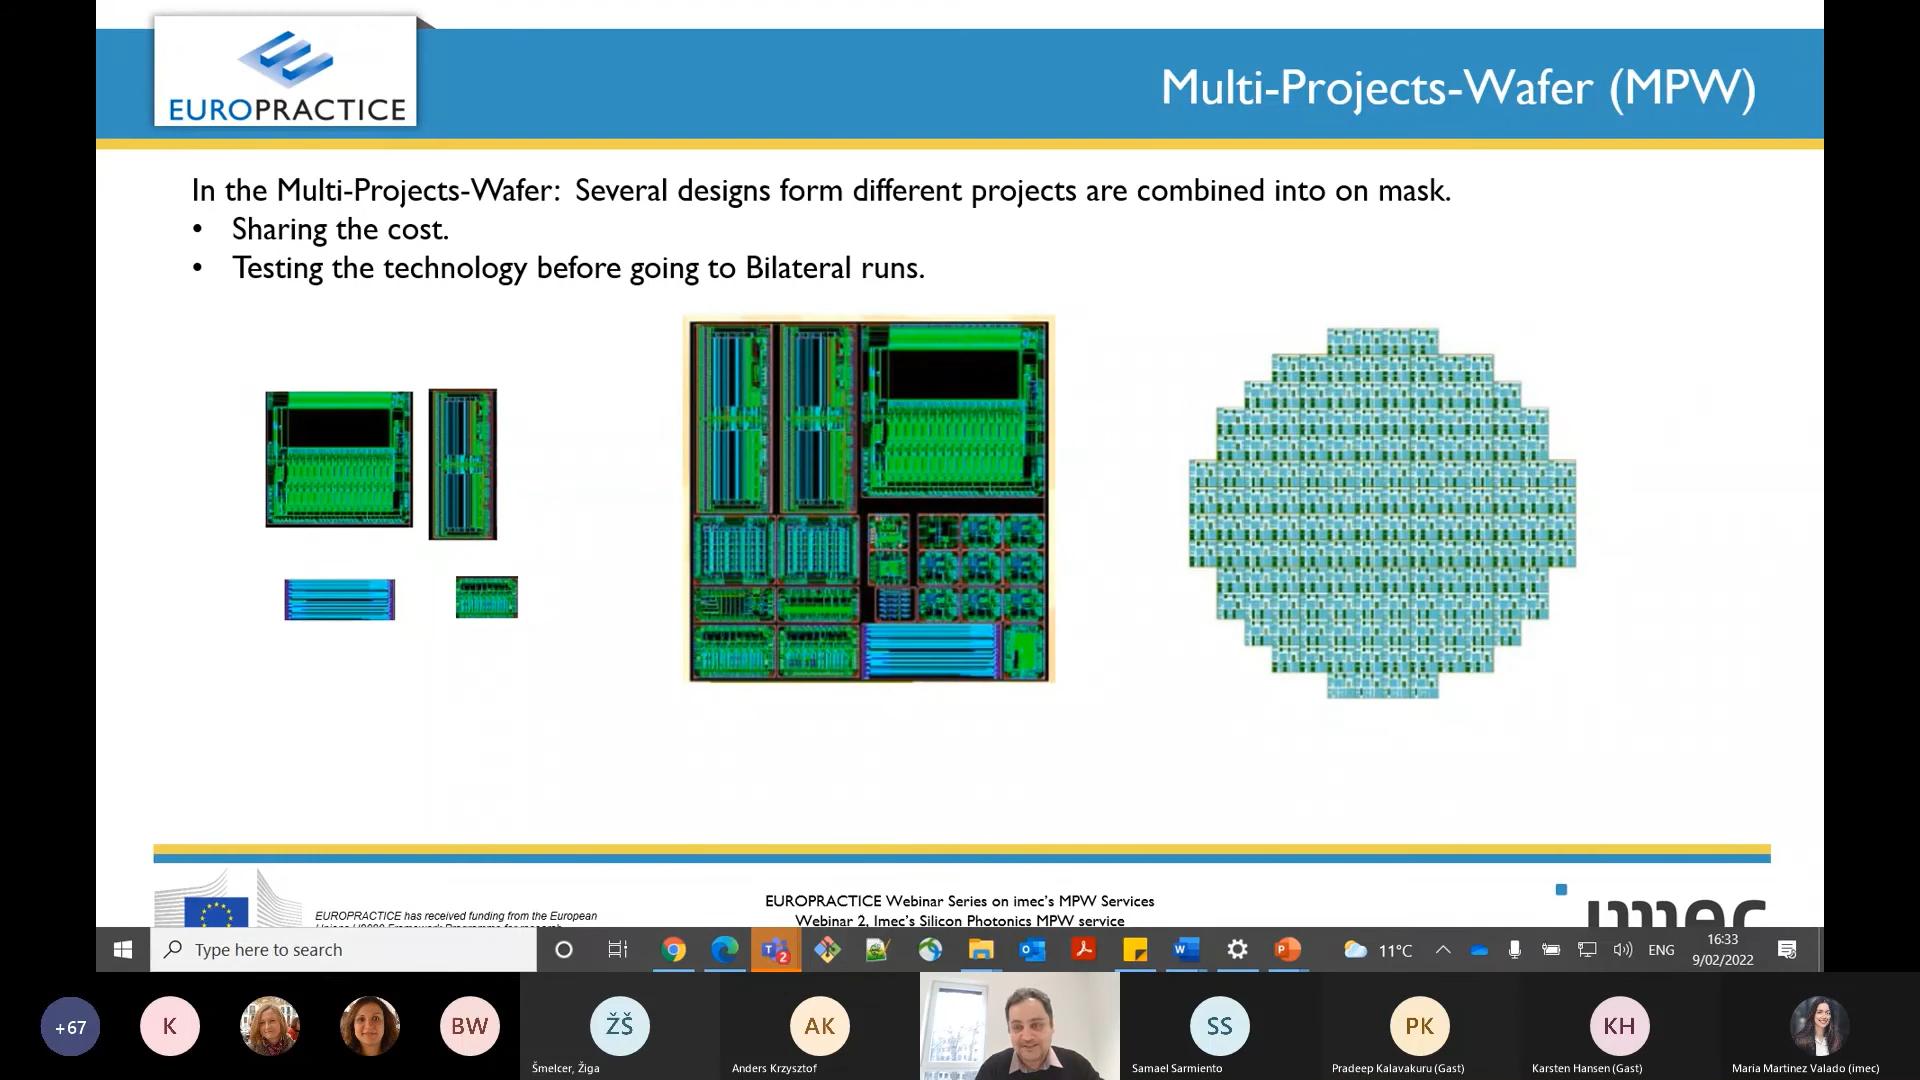 EUROPRACTICE
Multi-Projects-Wafer (MPW)
In the Multi-Projects-Wafer: Several designs form different projects are combined into on mask.
• Sharing the cost.
• Testing the technology before going to Bilateral runs.
EUROPRACTICE has received funding from the European
EUROPRACTICE Webinar Series on imec's MPW Services
Webinar 2, Imec's Silicon Photonics MPW service
imec
Type here to search
2
11°C
ENG
16:33
9/02/2022
+67
K
BW
ŽŠ
Šmelcer, Žiga
AK
Anders Krzysztof
SS
Samael Sarmiento
PK
Pradeep Kalavakuru (Gast)
KH
Karsten Hansen (Gast)
Maria Martinez Valado (imec)